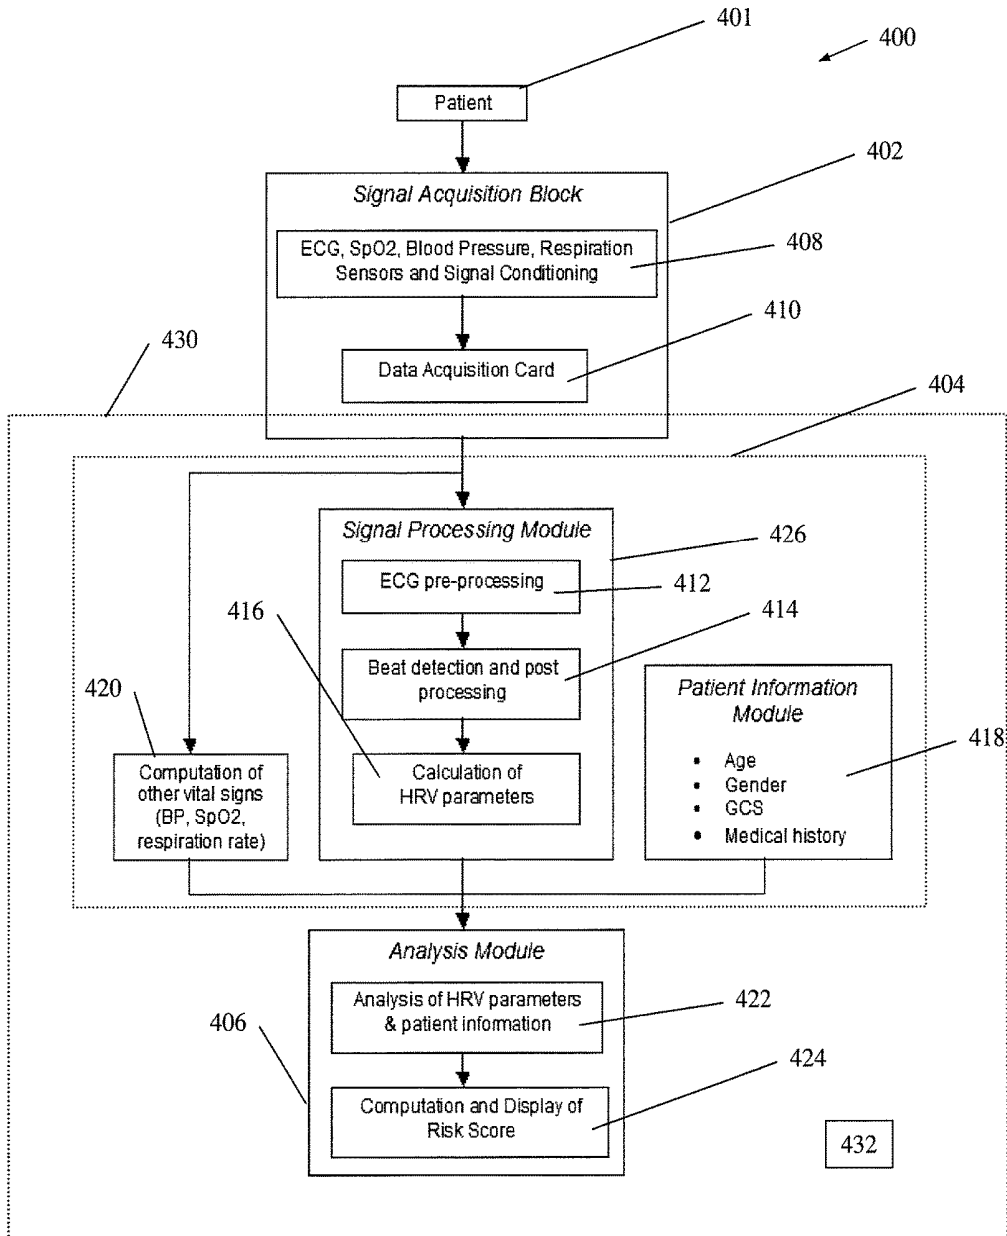 401
400
Patient
402
Signal Acquisition Block
ECG, SpO2, Blood Pressure, Respiration
Sensors and Signal Conditioning
408
410
430
Data Acquisition Card
404
Signal Processing Module
426
ECG pre-processing
412
416
414
Beat detection and post
processing
Patient Information
Module
420
418
Computation of
other vital signs
(BP, SpO2,
respiration rate)
Calculation of
HRV parameters
• Age
• Gender
• GCS
• Medical history
Analysis Module
Analysis of HRV parameters
& patient information
422
406
424
Computation and Display of
Risk Score
432